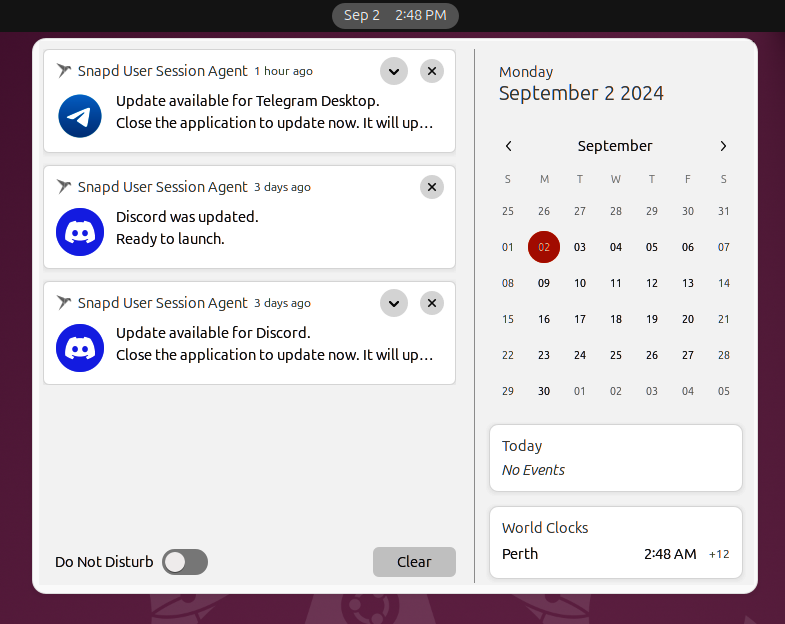 Sep 2 2:48 PM
Snapd User Session Agent 1 hour ago
Update available for Telegram Desktop.
Close the application to update now. It will up…
Snapd User Session Agent 3 days ago
Discord was updated.
Ready to launch.
Snapd User Session Agent 3 days ago
Update available for Discord.
Close the application to update now. It will up…
Do Not Disturb
Clear
Monday
September 2 2024
September
S M T W T F S
25 26 27 28 29 30 31
01 02 03 04 05 06 07
08 09 10 11 12 13 14
15 16 17 18 19 20 21
22 23 24 25 26 27 28
29 30 01 02 03 04 05
Today
No Events
World Clocks
Perth 2:48 AM +12